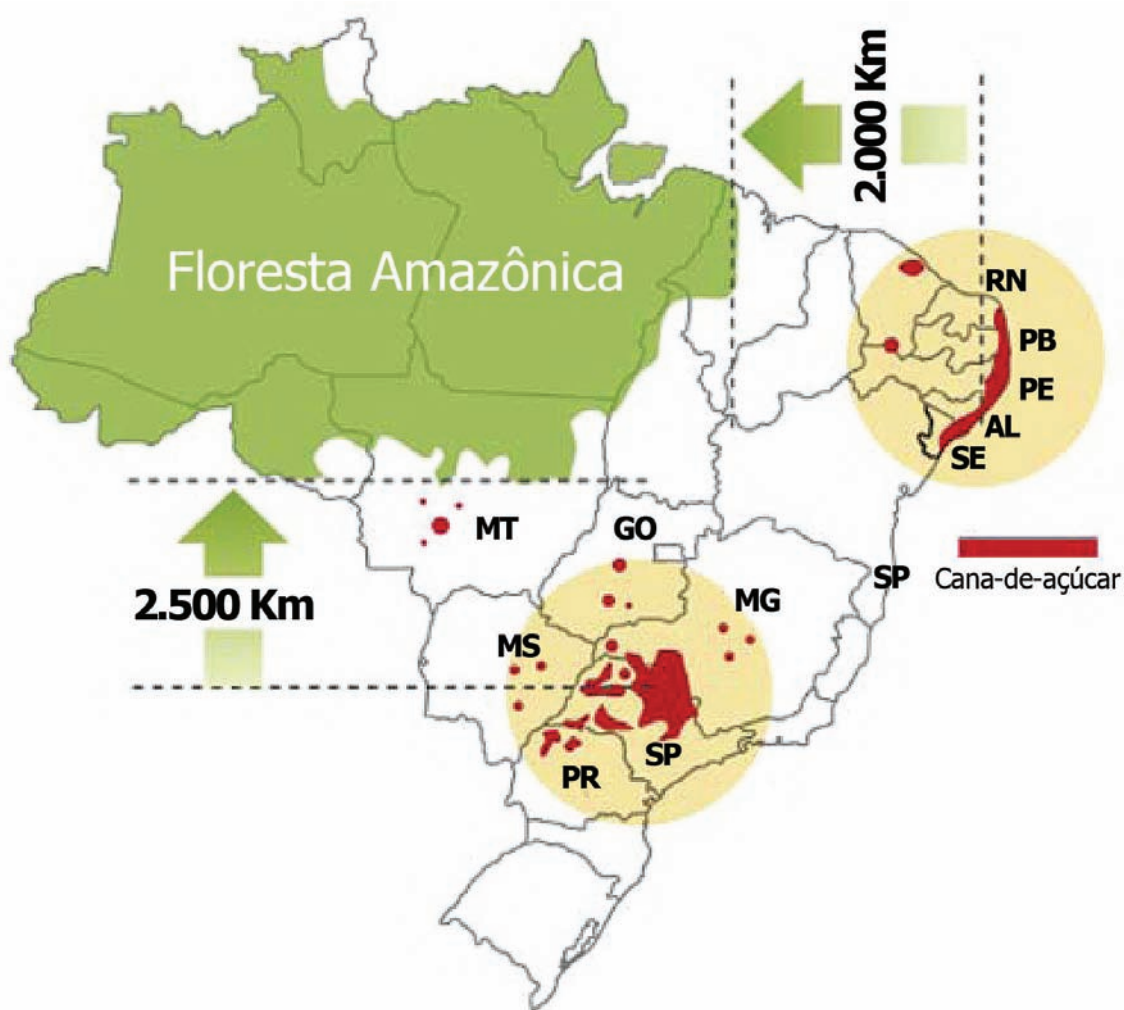 2.000 Km
Floresta Amazônica
RN
PB
PE
AL
SE
MT
GO
SP
Cana-de-açúcar
2.500 Km
MG
MS
SP
PR